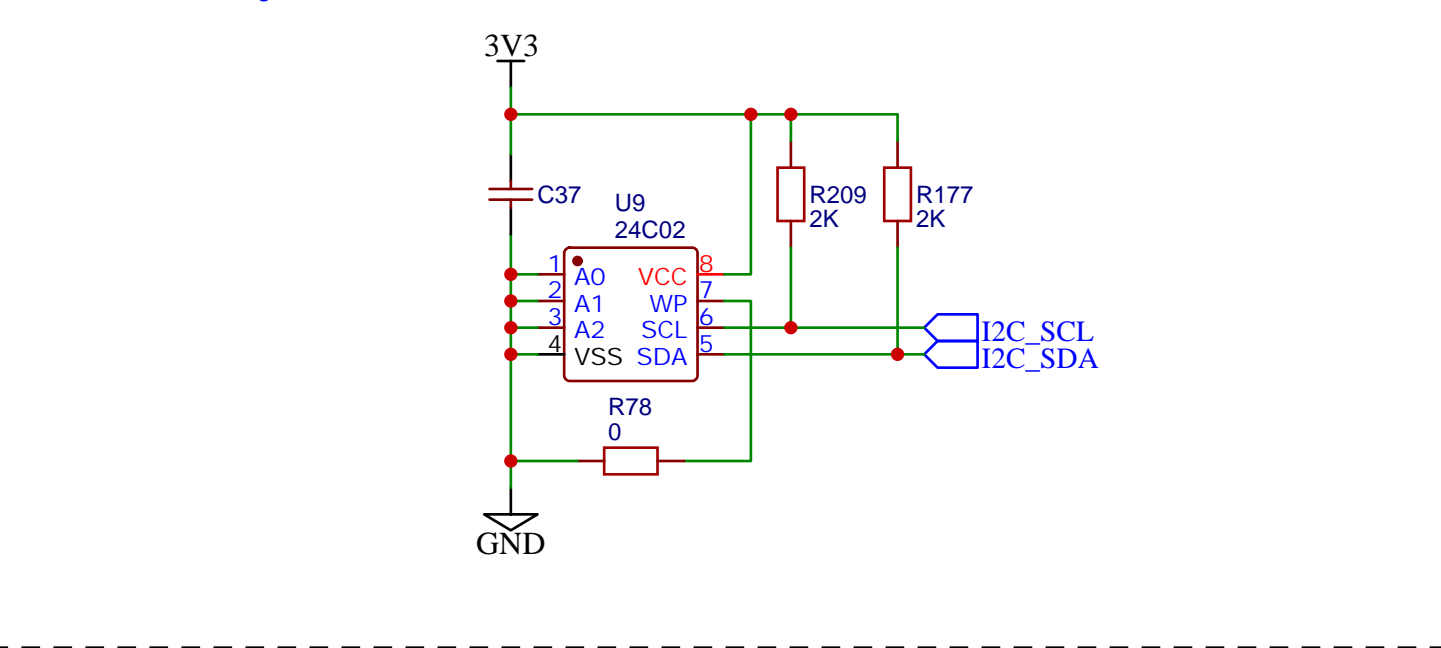 3V3
C37
U9
24C02
R209
2K
R177
2K
1 A0 VCC 8
2 A1 WP 7
3 A2 SCL 6
4 VSS SDA 5
I2C_SCL
I2C_SDA
R78
0
GND